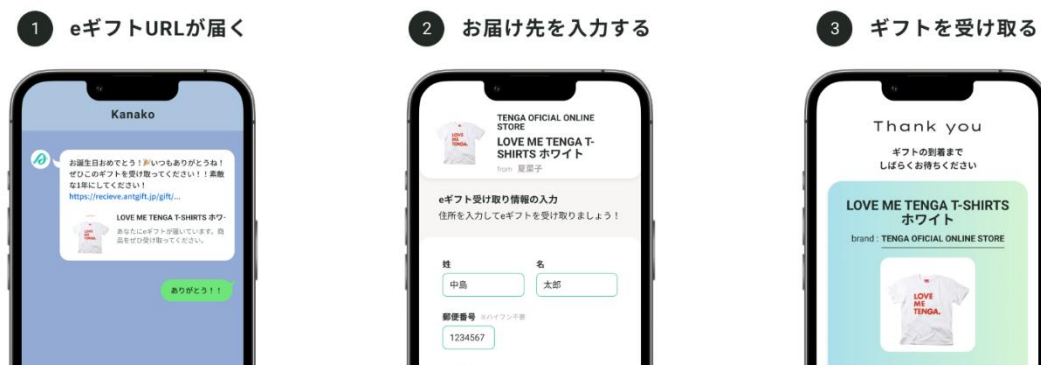 1 eギフトURLが届く
Kanako
お誕生日おめでとう!🎉いつもありがとうね!
ぜひこのギフトを受け取ってください!!素敵
な1年にしてください!
https://recieve.antgift.jp/gift/...
LOVE ME TENGA T-SHIRTS ホワ-
あなたにeギフトが届いています。商
品をぜひ受け取ってください。
LOVE
ME
TENGA.
ありがとう!!
2 お届け先を入力する
TENGA OFICIAL ONLINE
STORE
LOVE ME TENGA T-
SHIRTS ホワイト
from 夏菜子
LOVE
ME
TENGA.
eギフト受け取り情報の入力
住所を入力してeギフトを受け取りましょう!
姓 名
中島 太郎
郵便番号 ※ハイフン不要
1234567
3 ギフトを受け取る
Thank you
ギフトの到着まで
しばらくお待ちください
LOVE ME TENGA T-SHIRTS
ホワイト
brand : TENGA OFICIAL ONLINE STORE
LOVE
ME
TENGA.